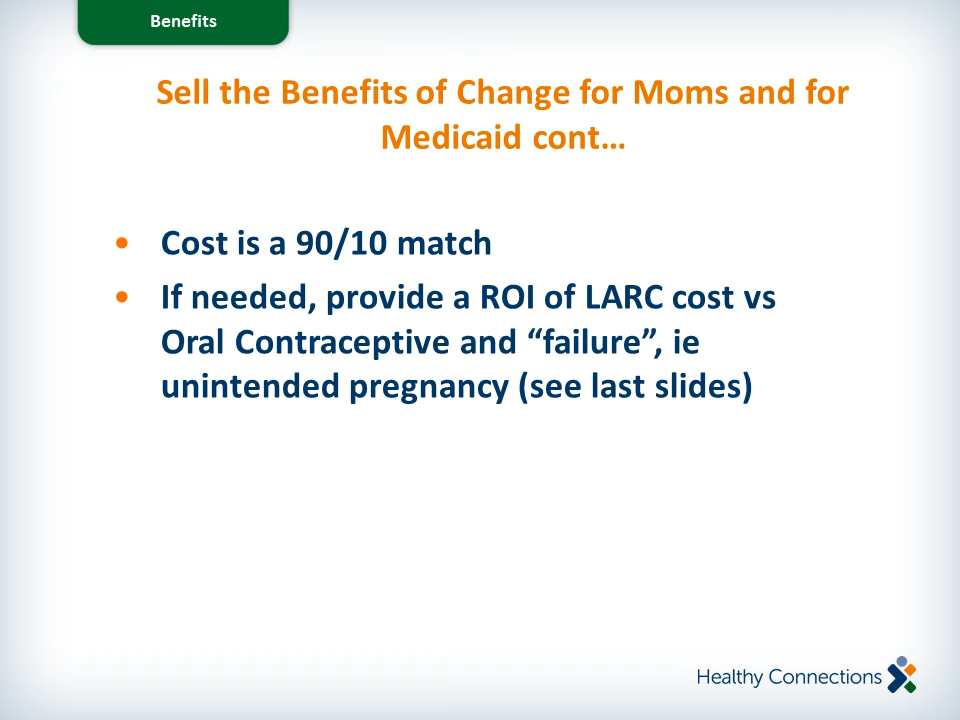 Benefits
Sell the Benefits of Change for Moms and for
Medicaid cont…
• Cost is a 90/10 match
• If needed, provide a ROI of LARC cost vs
Oral Contraceptive and “failure”, ie
unintended pregnancy (see last slides)
Healthy Connections